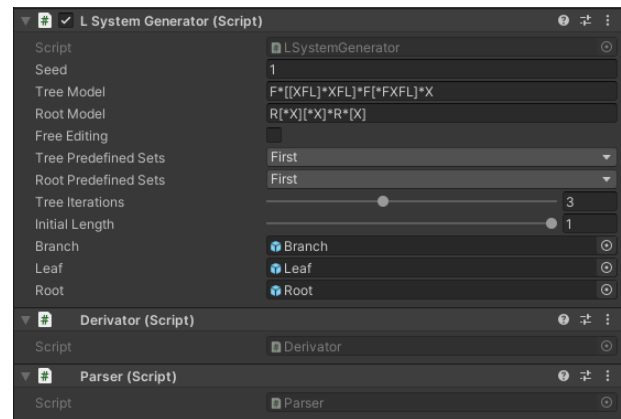 L System Generator (Script)
Script LSystemGenerator
Seed 1
Tree Model F*[[XFL]*XFL]*F[*FXFL]*X
Root Model R[*X][*X]*R*[X]
Free Editing
Tree Predefined Sets First
Root Predefined Sets First
Tree Iterations 3
Initial Length 1
Branch Branch
Leaf Leaf
Root Root
Derivator (Script)
Script Derivator
Parser (Script)
Script Parser